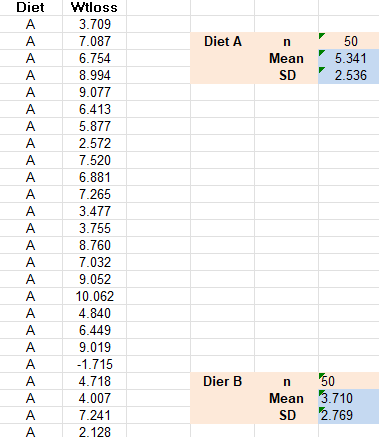 Diet Wtloss
A 3.709
A 7.087 Diet A n 50
A 6.754 Mean 5.341
A 8.994 SD 2.536
A 9.077
A 6.413
A 5.877
A 2.572
A 7.520
A 6.881
A 7.265
A 3.477
A 3.755
A 8.760
A 7.032
A 9.052
A 10.062
A 4.840
A 6.449
A 9.019
A -1.715
A 4.718 Dier B n 50
A 4.007 Mean 3.710
A 7.241 SD 2.769
A 2.128